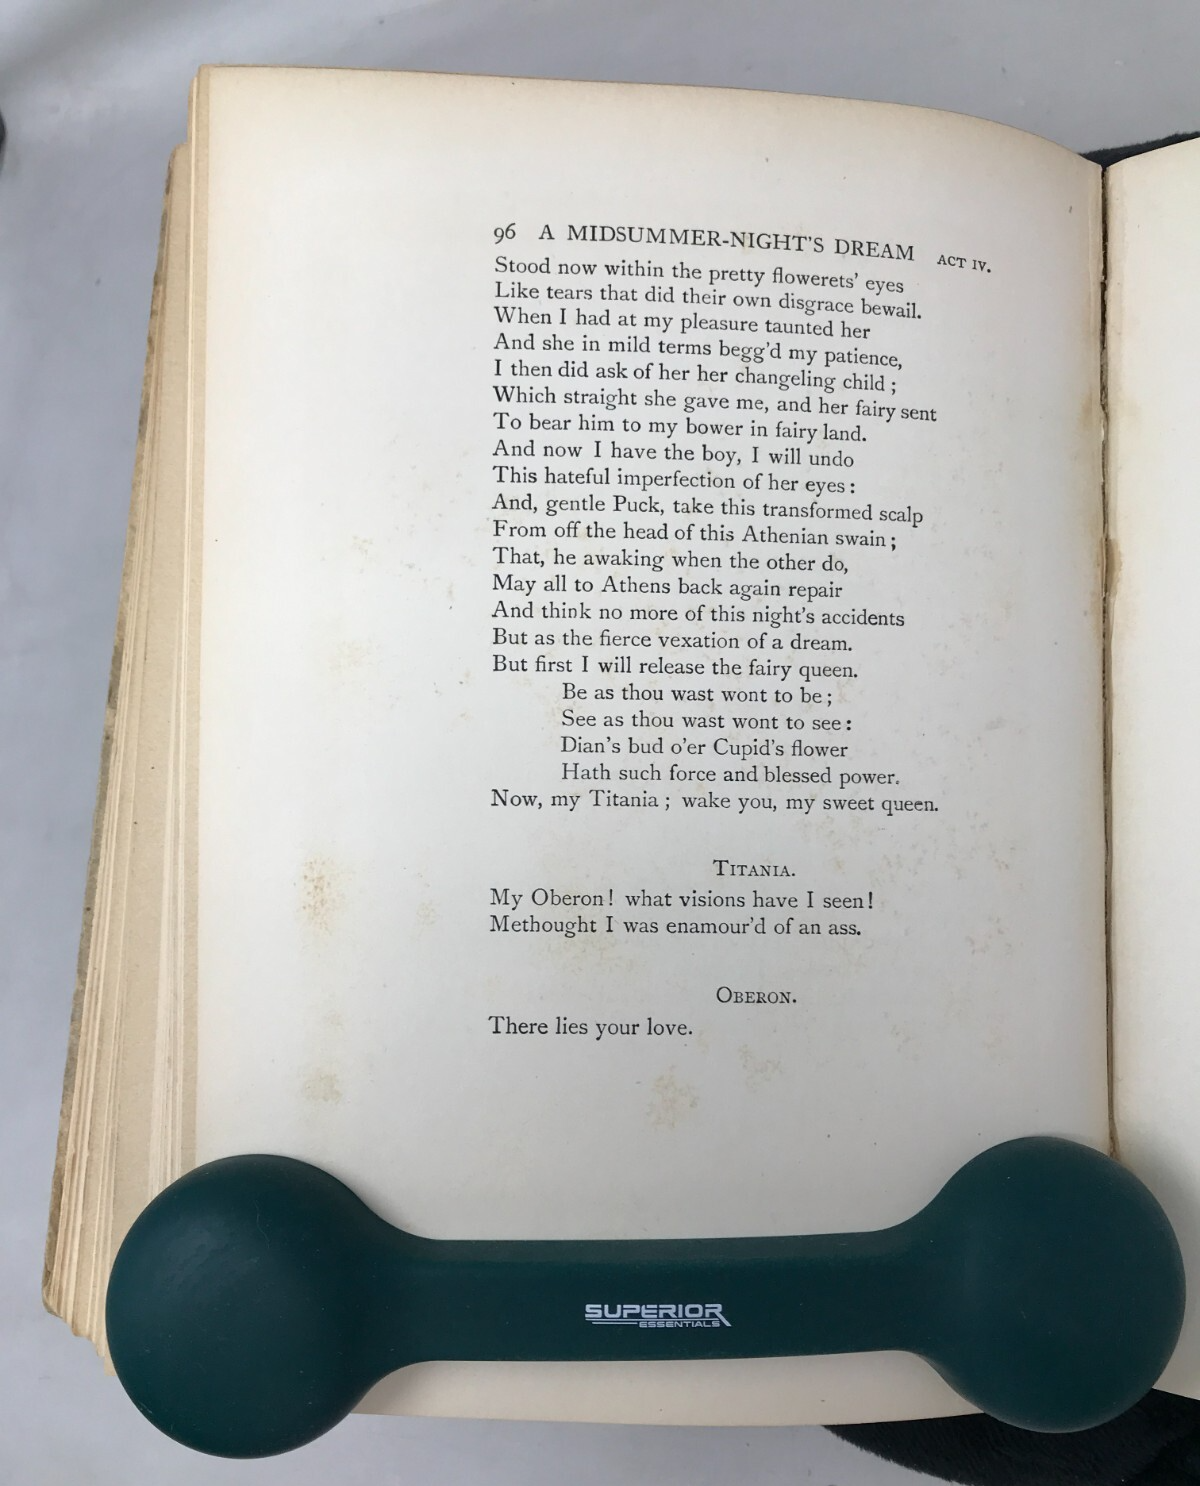 96 A MIDSUMMER-NIGHT'S DREAM ACT IV.
Stood now within the pretty flowerets' eyes
Like tears that did their own disgrace bewail.
When I had at my pleasure taunted her
And she in mild terms begg'd my patience,
I then did ask of her her changeling child ;
Which straight she gave me, and her fairy sent
To bear him to my bower in fairy land.
And now I have the boy, I will undo
This hateful imperfection of her eyes :
And, gentle Puck, take this transformed scalp
From off the head of this Athenian swain ;
That, he awaking when the other do,
May all to Athens back again repair
And think no more of this night's accidents
But as the fierce vexation of a dream.
But first I will release the fairy queen.
Be as thou wast wont to be ;
See as thou wast wont to see :
Dian's bud o'er Cupid's flower
Hath such force and blessed power.
Now, my Titania ; wake you, my sweet queen.
TITANIA.
My Oberon ! what visions have I seen !
Methought I was enamour'd of an ass.
OBERON.
There lies your love.
SUPERIOR
ESSENTIALS